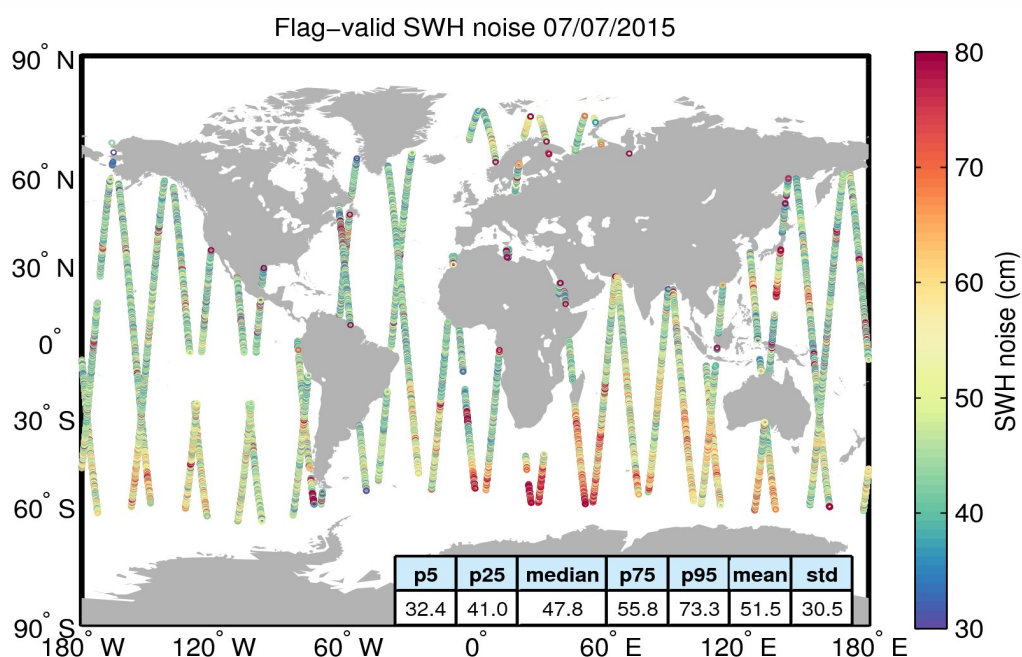 Flag−valid SWH noise 07/07/2015
90° N
60° N
30° N
0°
30° S
60° S
90° S
180° W
120° W
60° W
0°
60° E
120° E
180° E
p5 p25 median p75 p95 mean std
32.4 41.0 47.8 55.8 73.3 51.5 30.5
80
70
60
50
40
30
SWH noise (cm)